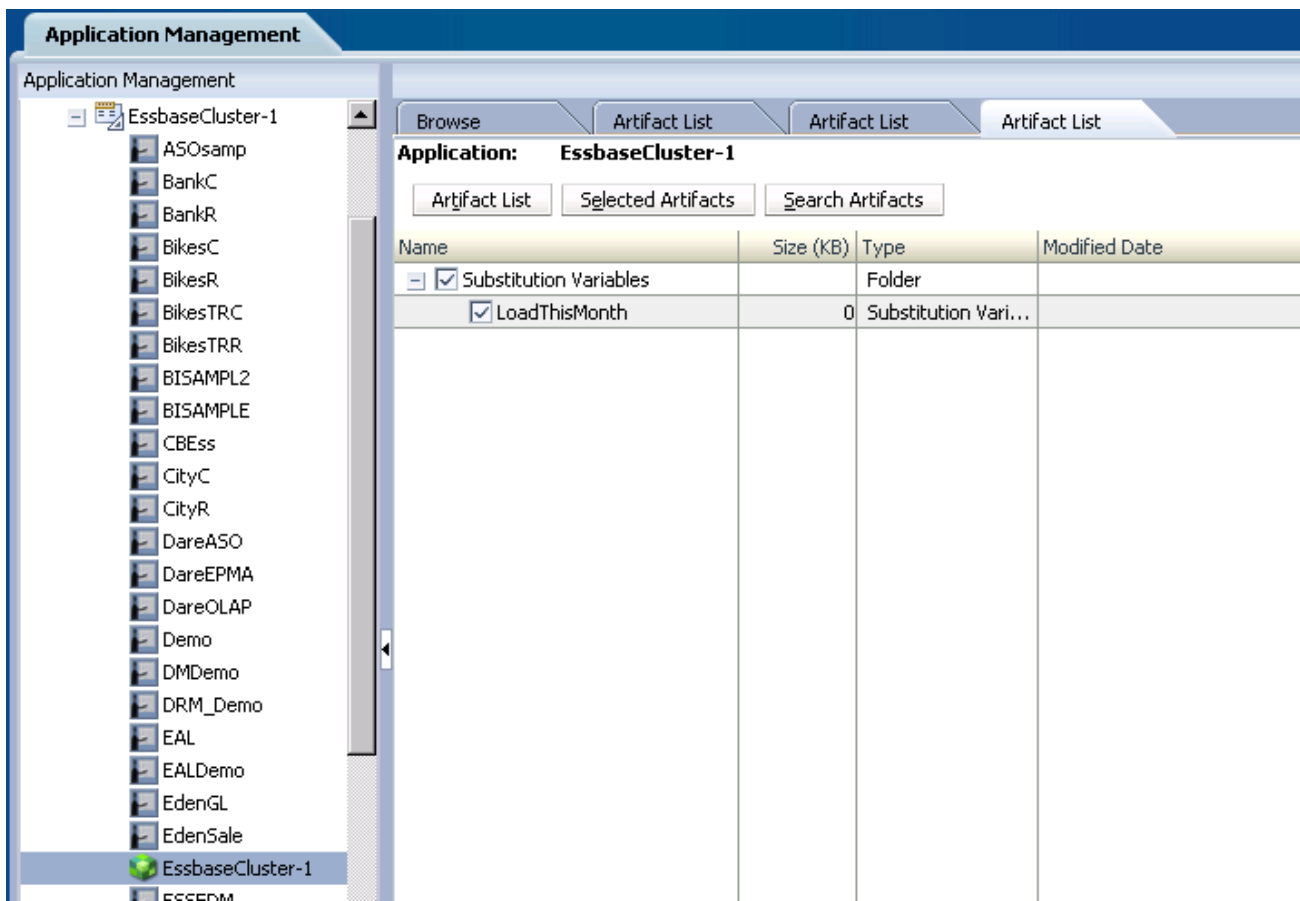 Application Management
Application Management
EssbaseCluster-1
ASOsamp
BankC
BankR
BikesC
BikesR
BikesTRC
BikesTRR
BISAMPL2
BISAMPLE
CBEss
CityC
CityR
DareASO
DareEPMA
DareOLAP
Demo
DMDemo
DRM_Demo
EAL
EALDemo
EdenGL
EdenSale
EssbaseCluster-1
ESSEDM
Browse Artifact List Artifact List Artifact List
Application: EssbaseCluster-1
Artifact List Selected Artifacts Search Artifacts
Name Size (KB) Type Modified Date
Substitution Variables Folder
LoadThisMonth 0 Substitution Vari...